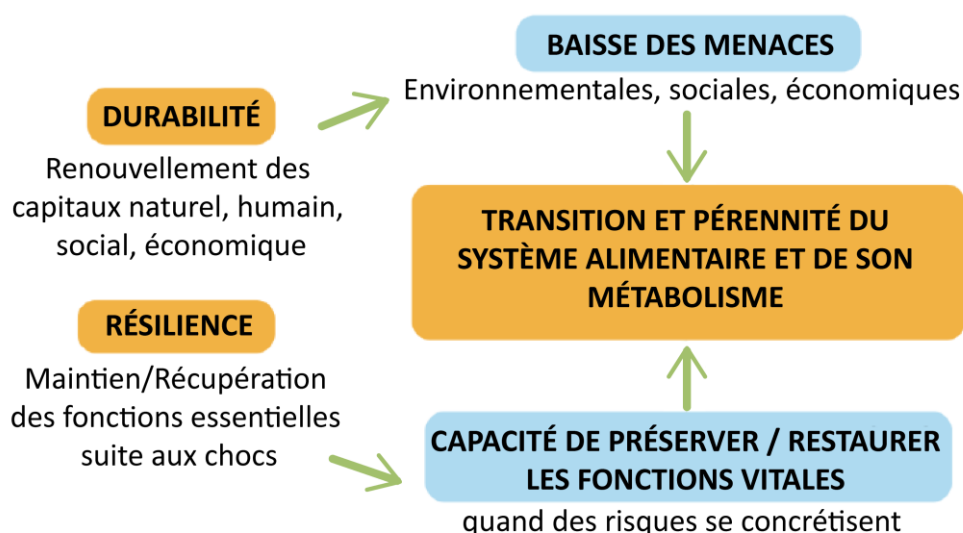 BAISSE DES MENACES
Environnementales, sociales, économiques
DURABILITÉ
Renouvellement des
capitaux naturel, humain,
social, économique
TRANSITION ET PÉRENNITÉ DU
SYSTÈME ALIMENTAIRE ET DE SON
MÉTABOLISME
RÉSILIENCE
Maintien/Récupération
des fonctions essentielles
suite aux chocs
CAPACITÉ DE PRÉSERVER / RESTAURER
LES FONCTIONS VITALES
quand des risques se concrétisent